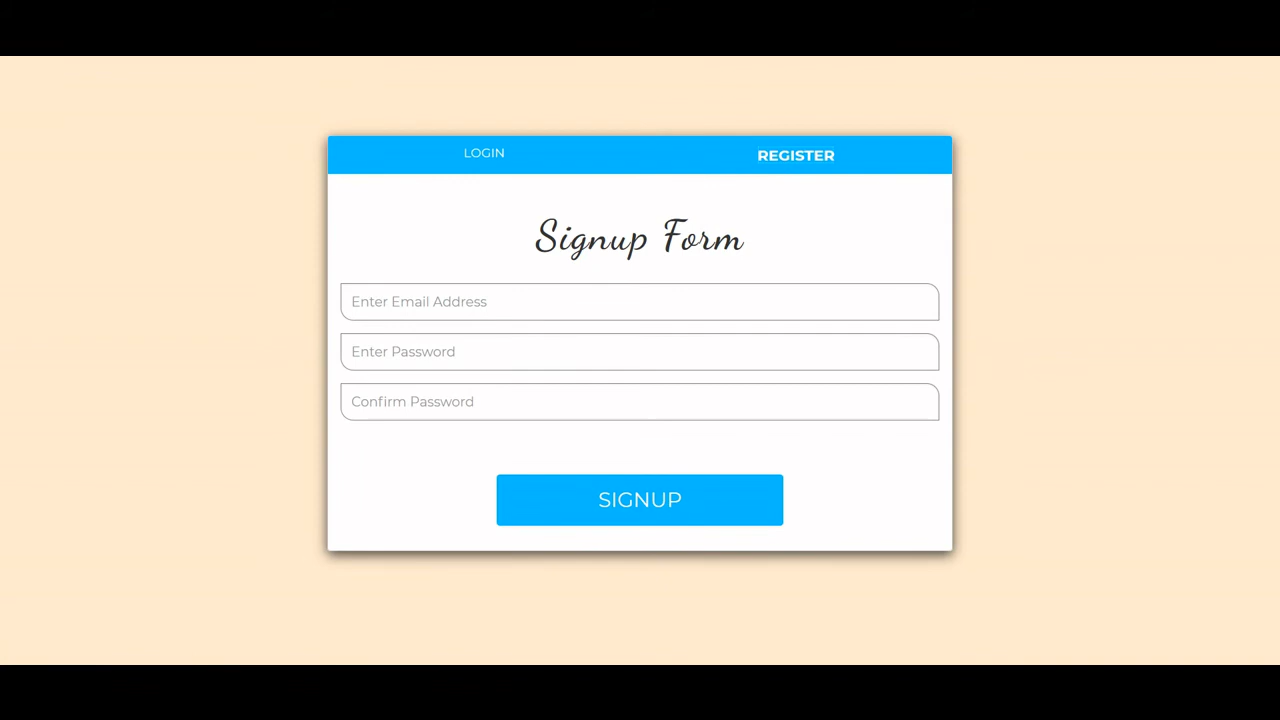 LOGIN
REGISTER
Signup Form
Enter Email Address
Enter Password
Confirm Password
SIGNUP